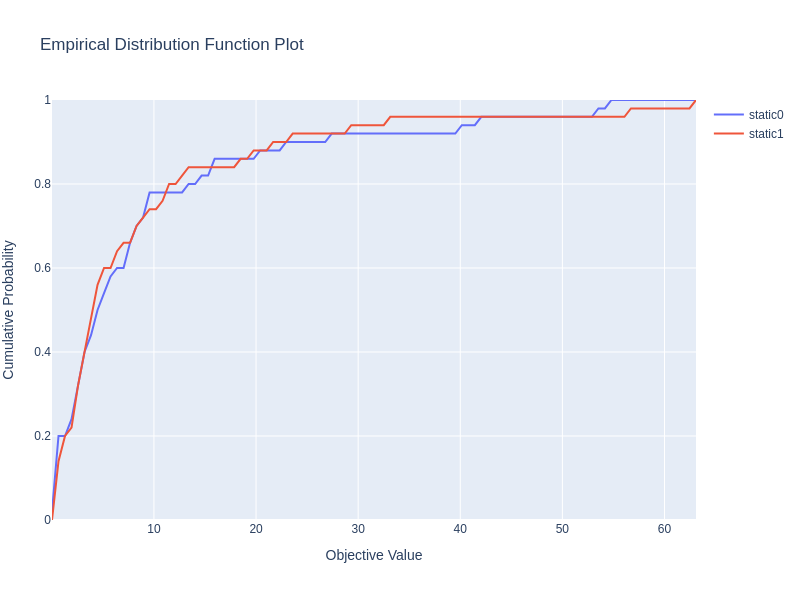 Empirical Distribution Function Plot
1
0.8
0.6
0.4
0.2
0
Cumulative Probability
10
20
30
40
50
60
Objective Value
static0
static1